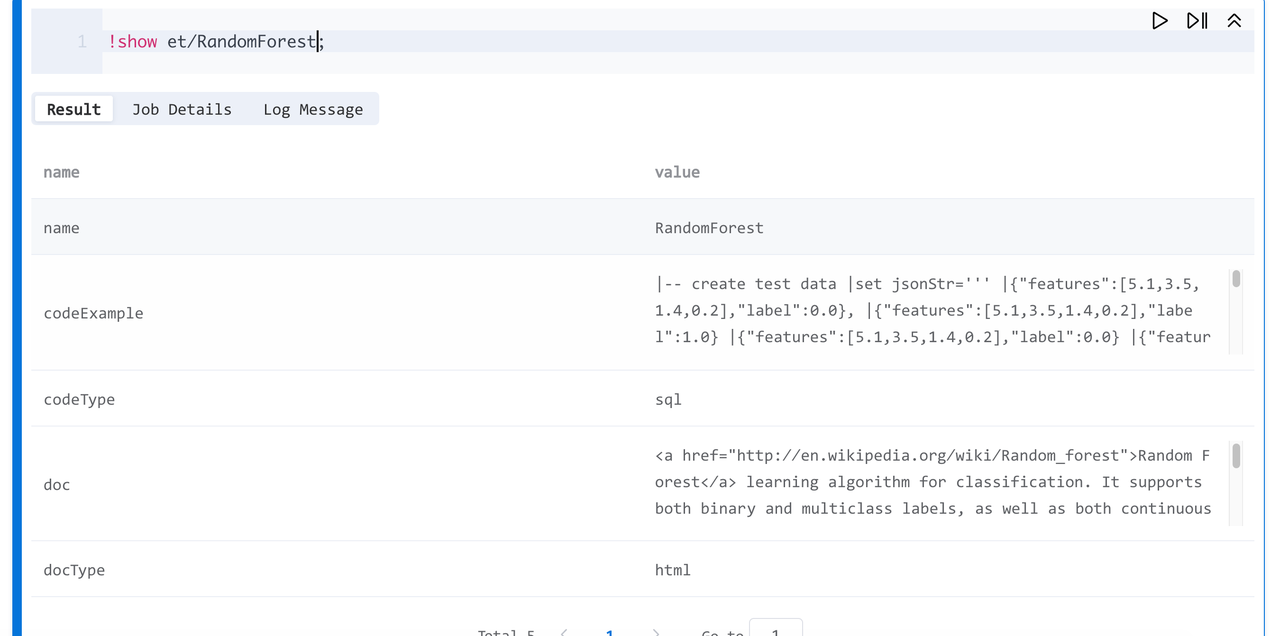 1 !show et/RandomForest;
Result Job Details Log Message
name value
name RandomForest
codeExample
|-- create test data |set jsonStr=''' |{"features":[5.1,3.5,
1.4,0.2],"label":0.0}, |{"features":[5.1,3.5,1.4,0.2],"labe
l":1.0} |{"features":[5.1,3.5,1.4,0.2],"label":0.0} |{"featur
codeType sql
doc
<a href="http://en.wikipedia.org/wiki/Random_forest">Random F
orest</a> learning algorithm for classification. It supports
both binary and multiclass labels, as well as both continuous
docType html
Total 5 1 Go to 1